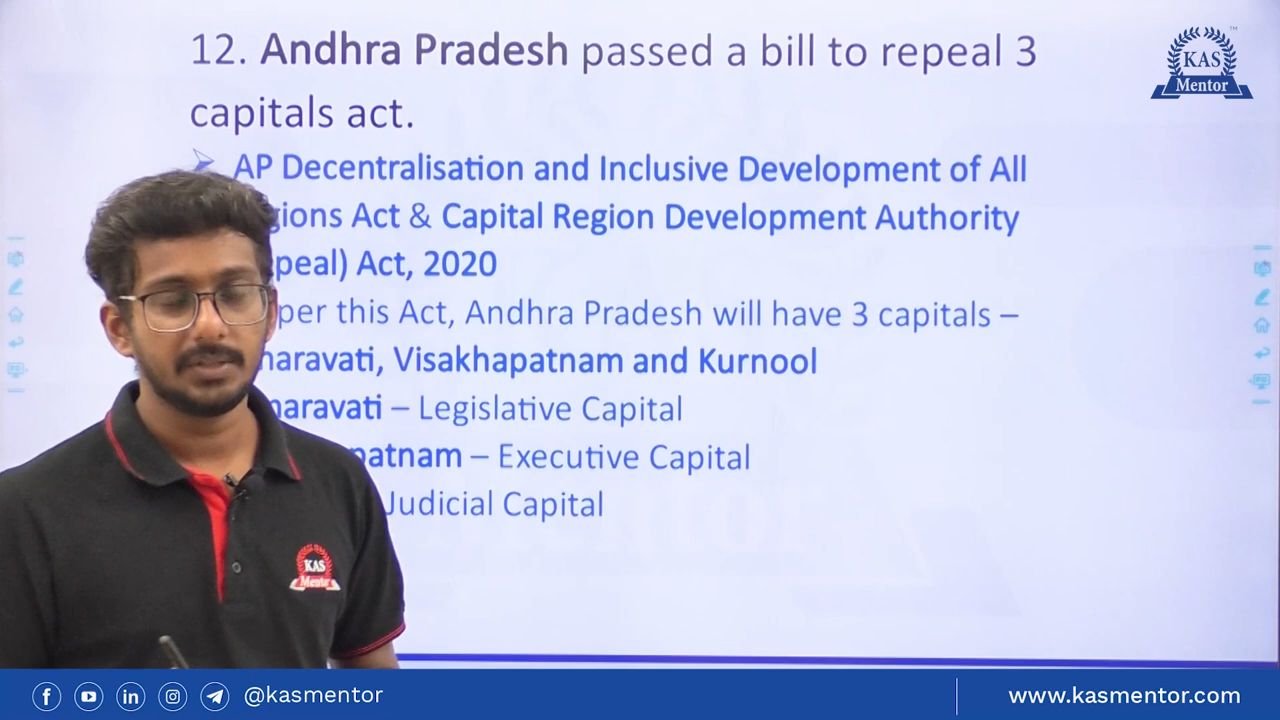 12. Andhra Pradesh passed a bill to repeal 3
capitals act.
AP Decentralisation and Inclusive Development of All
gions Act & Capital Region Development Authority
peal) Act, 2020
per this Act, Andhra Pradesh will have 3 capitals –
naravati, Visakhapatnam and Kurnool
naravati – Legislative Capital
patnam – Executive Capital
Judicial Capital
KAS
Mentor
KAS
Mentor
@kasmentor
www.kasmentor.com